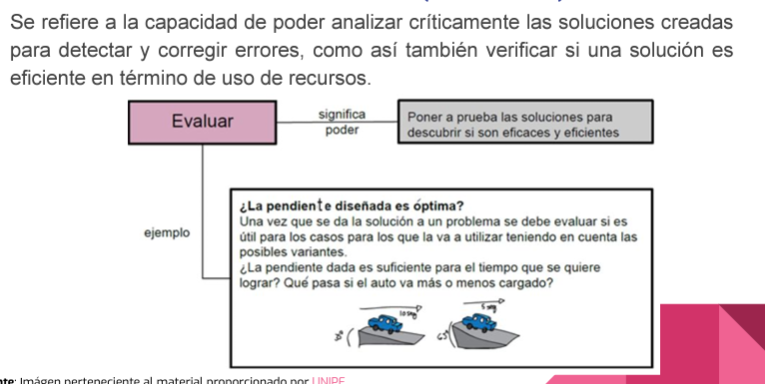 Se refiere a la capacidad de poder analizar críticamente las soluciones creadas
para detectar y corregir errores, como así también verificar si una solución es
eficiente en término de uso de recursos.
Evaluar
significa
poder
Poner a prueba las soluciones para
descubrir si son eficaces y eficientes
ejemplo
¿La pendiente diseñada es óptima?
Una vez que se da la solución a un problema se debe evaluar si es
útil para los casos para los que la va a utilizar teniendo en cuenta las
posibles variantes.
¿La pendiente dada es suficiente para el tiempo que se quiere
lograr? Qué pasa si el auto va más o menos cargado?
10 seg
5 seg
: Imágen perteneciente al material proporcionado por UNIPE